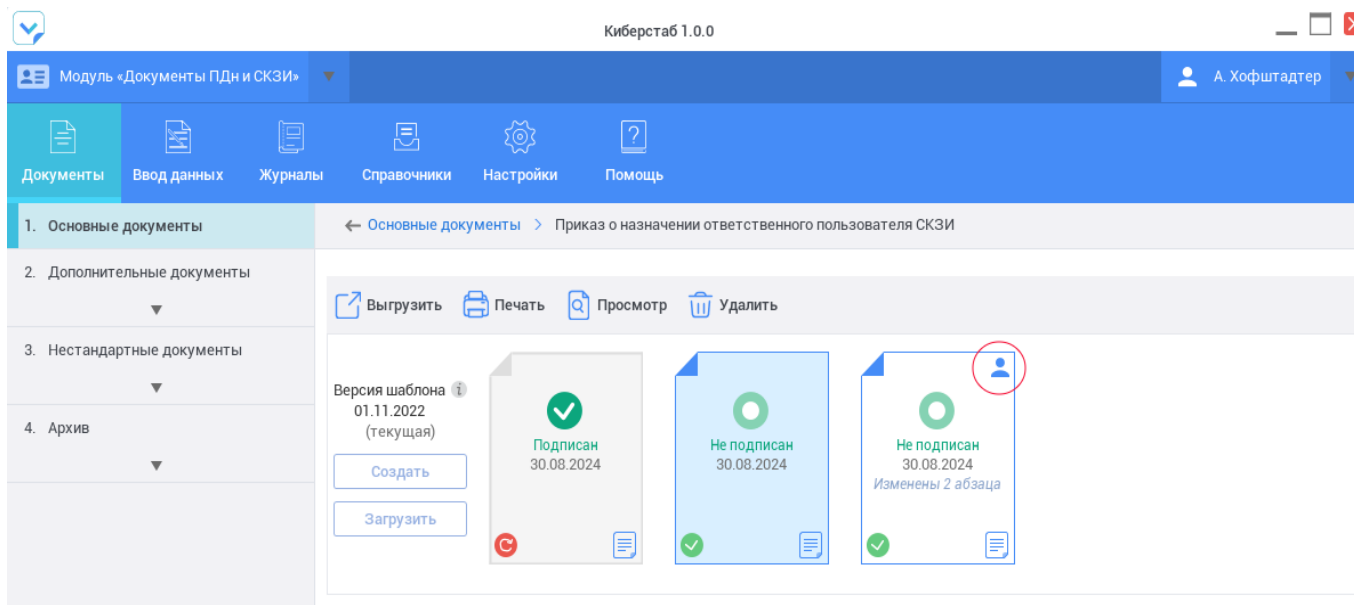 Киберстаб 1.0.0
Модуль «Документы ПДн и СКЗИ»
А. Хофштадтер
Документы
Ввод данных
Журналы
Справочники
Настройки
Помощь
1. Основные документы
← Основные документы > Приказ о назначении ответственного пользователя СКЗИ
2. Дополнительные документы
3. Нестандартные документы
4. Архив
Выгрузить
Печать
Просмотр
Удалить
Версия шаблона i
01.11.2022
(текущая)
Создать
Загрузить
Подписан
30.08.2024
Не подписан
30.08.2024
Не подписан
30.08.2024
Изменены 2 абзаца